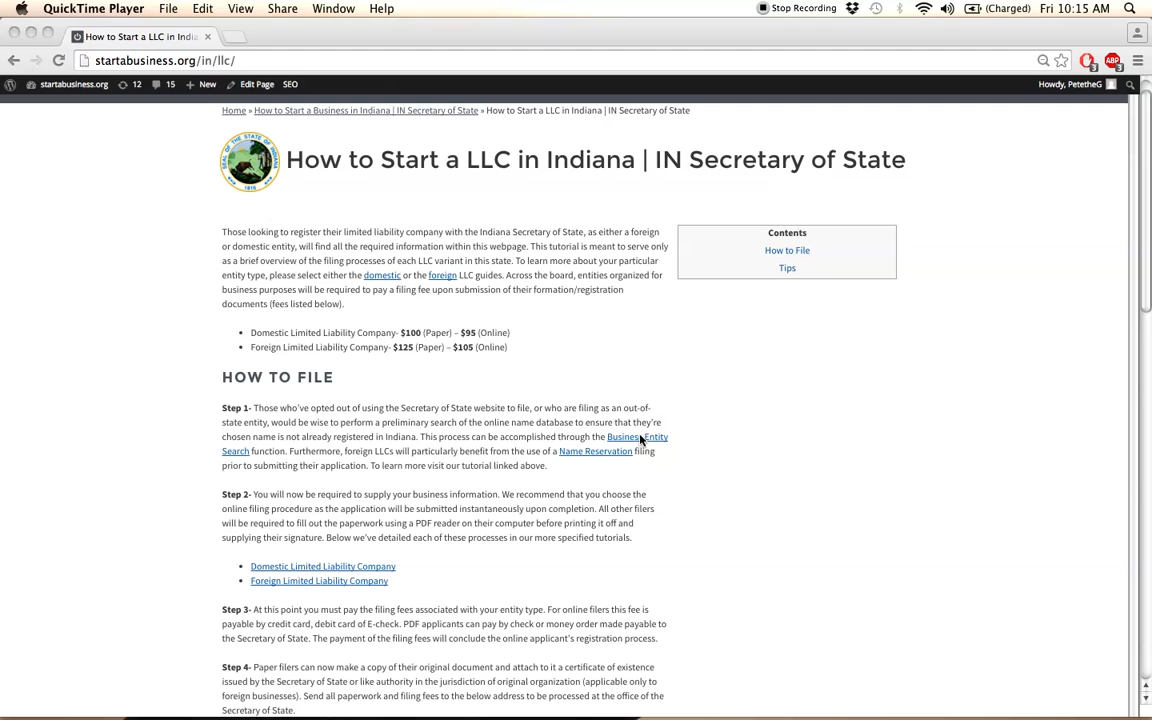 QuickTime Player File Edit View Share Window Help Stop Recording (Charged) Fri 10:15 AM
How to Start a LLC in India ×
startabusiness.org/in/llc/
startabusiness.org 12 15 + New Edit Page SEO Howdy, PetetheG
Home » How to Start a Business in Indiana | IN Secretary of State » How to Start a LLC in Indiana | IN Secretary of State
How to Start a LLC in Indiana | IN Secretary of State
Those looking to register their limited liability company with the Indiana Secretary of State, as either a foreign
or domestic entity, will find all the required information within this webpage. This tutorial is meant to serve only
as a brief overview of the filing processes of each LLC variant in this state. To learn more about your particular
entity type, please select either the domestic or the foreign LLC guides. Across the board, entities organized for
business purposes will be required to pay a filing fee upon submission of their formation/registration
documents (fees listed below).
Contents
How to File
Tips
• Domestic Limited Liability Company- $100 (Paper) – $95 (Online)
• Foreign Limited Liability Company- $125 (Paper) – $105 (Online)
HOW TO FILE
Step 1- Those who've opted out of using the Secretary of State website to file, or who are filing as an out-of-
state entity, would be wise to perform a preliminary search of the online name database to ensure that they're
chosen name is not already registered in Indiana. This process can be accomplished through the Business Entity
Search function. Furthermore, foreign LLCs will particularly benefit from the use of a Name Reservation filing
prior to submitting their application. To learn more visit our tutorial linked above.
Step 2- You will now be required to supply your business information. We recommend that you choose the
online filing procedure as the application will be submitted instantaneously upon completion. All other filers
will be required to fill out the paperwork using a PDF reader on their computer before printing it off and
supplying their signature. Below we've detailed each of these processes in our more specified tutorials.
• Domestic Limited Liability Company
• Foreign Limited Liability Company
Step 3- At this point you must pay the filing fees associated with your entity type. For online filers this fee is
payable by credit card, debit card of E-check. PDF applicants can pay by check or money order made payable to
the Secretary of State. The payment of the filing fees will conclude the online applicant's registration process.
Step 4- Paper filers can now make a copy of their original document and attach to it a certificate of existence
issued by the Secretary of State or like authority in the jurisdiction of original organization (applicable only to
foreign businesses). Send all paperwork and filing fees to the below address to be processed at the office of the
Secretary of State.